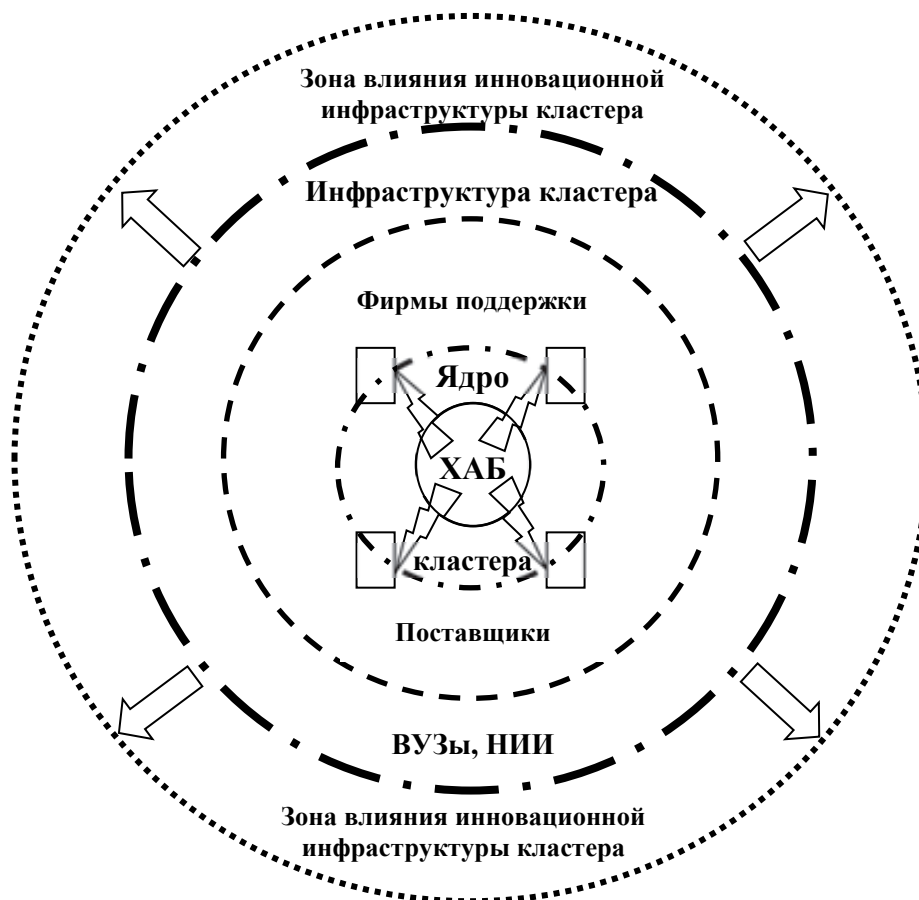 Зона влияния инновационной
инфраструктуры кластера
Инфраструктура кластера
Фирмы поддержки
Ядро
ХАБ
кластера
Поставщики
ВУЗы, НИИ
Зона влияния инновационной
инфраструктуры кластера